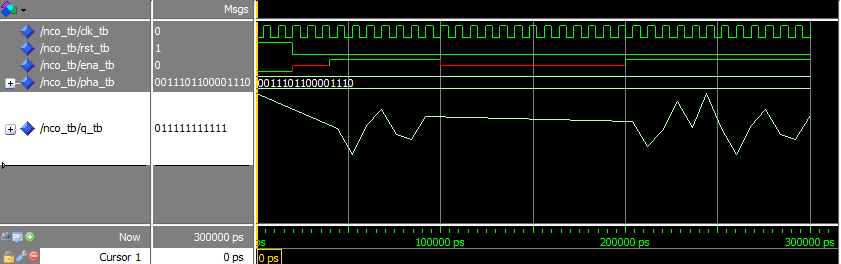 Msgs
/nco_tb/clk_tb 0
/nco_tb/rst_tb 1
/nco_tb/ena_tb 0
/nco_tb/pha_tb 0011101100001110 0011101100001110
/nco_tb/q_tb 011111111111
Now 300000 ps ps 100000 ps 200000 ps 300000 ps
Cursor 1 0 ps 0 ps